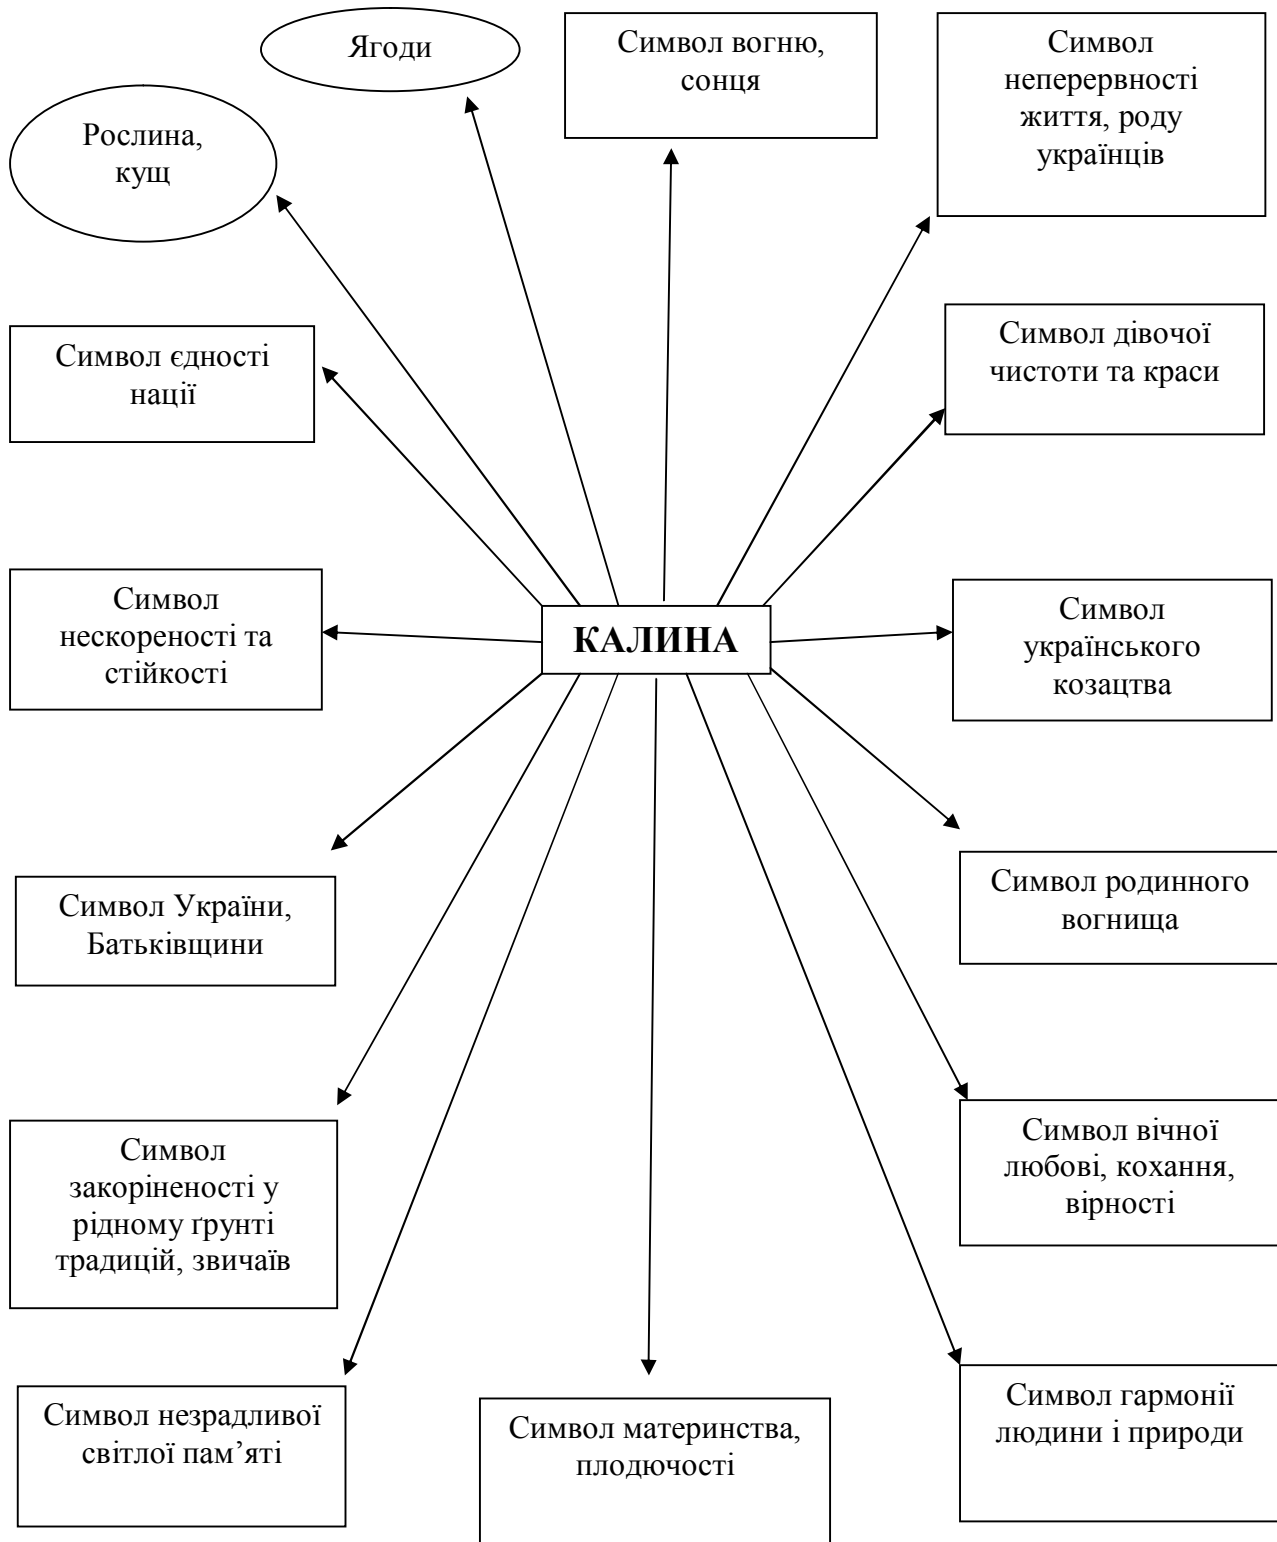 Ягоди
Символ вогню,
сонця
Символ
неперервності
життя, роду
українців
Рослина,
кущ
Символ єдності
нації
Символ дівочої
чистоти та краси
Символ
нескореності та
стійкості
КАЛИНА
Символ
українського
козацтва
Символ України,
Батьківщини
Символ родинного
вогнища
Символ
закоріненості у
рідному ґрунті
традицій, звичаїв
Символ вічної
любові, кохання,
вірності
Символ незрадливої
світлої пам’яті
Символ материнства,
плодючості
Символ гармонії
людини і природи